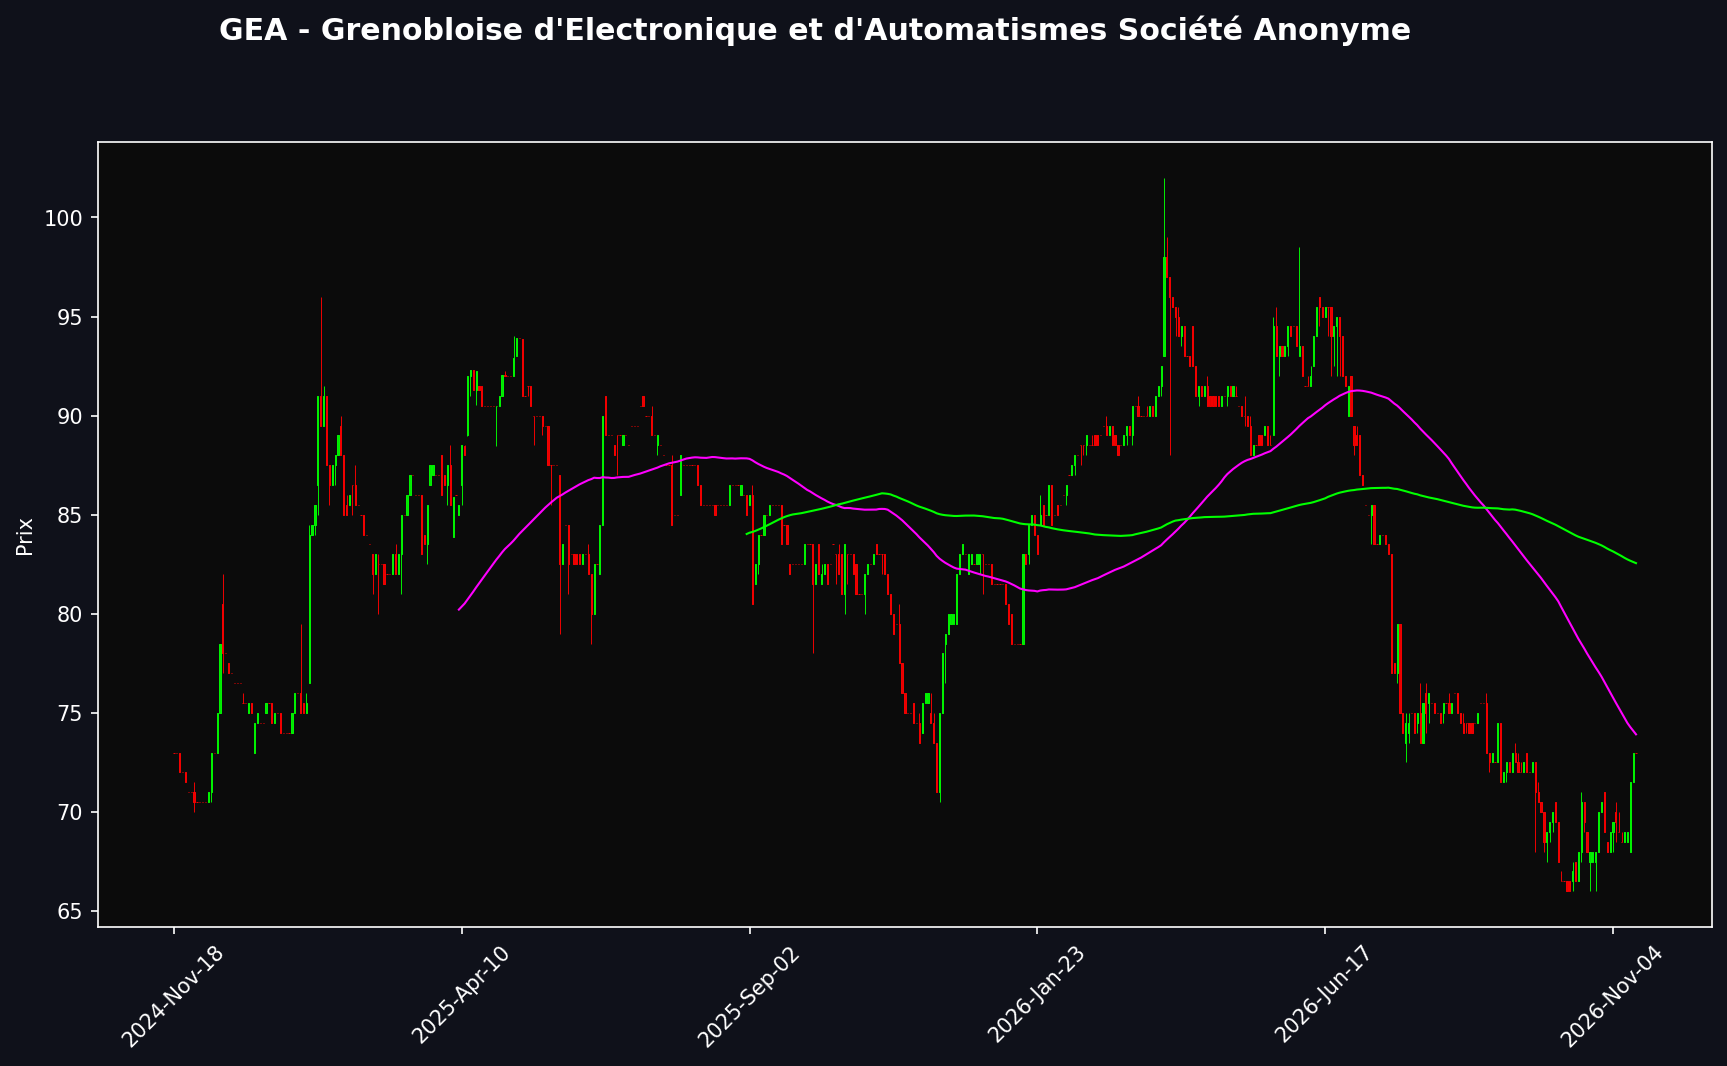 GEA - Grenobloise d'Electronique et d'Automatismes Société Anonyme
Prix
100
95
90
85
80
75
70
65
2024-Nov-18
2025-Apr-10
2025-Sep-02
2026-Jan-23
2026-Jun-17
2026-Nov-04